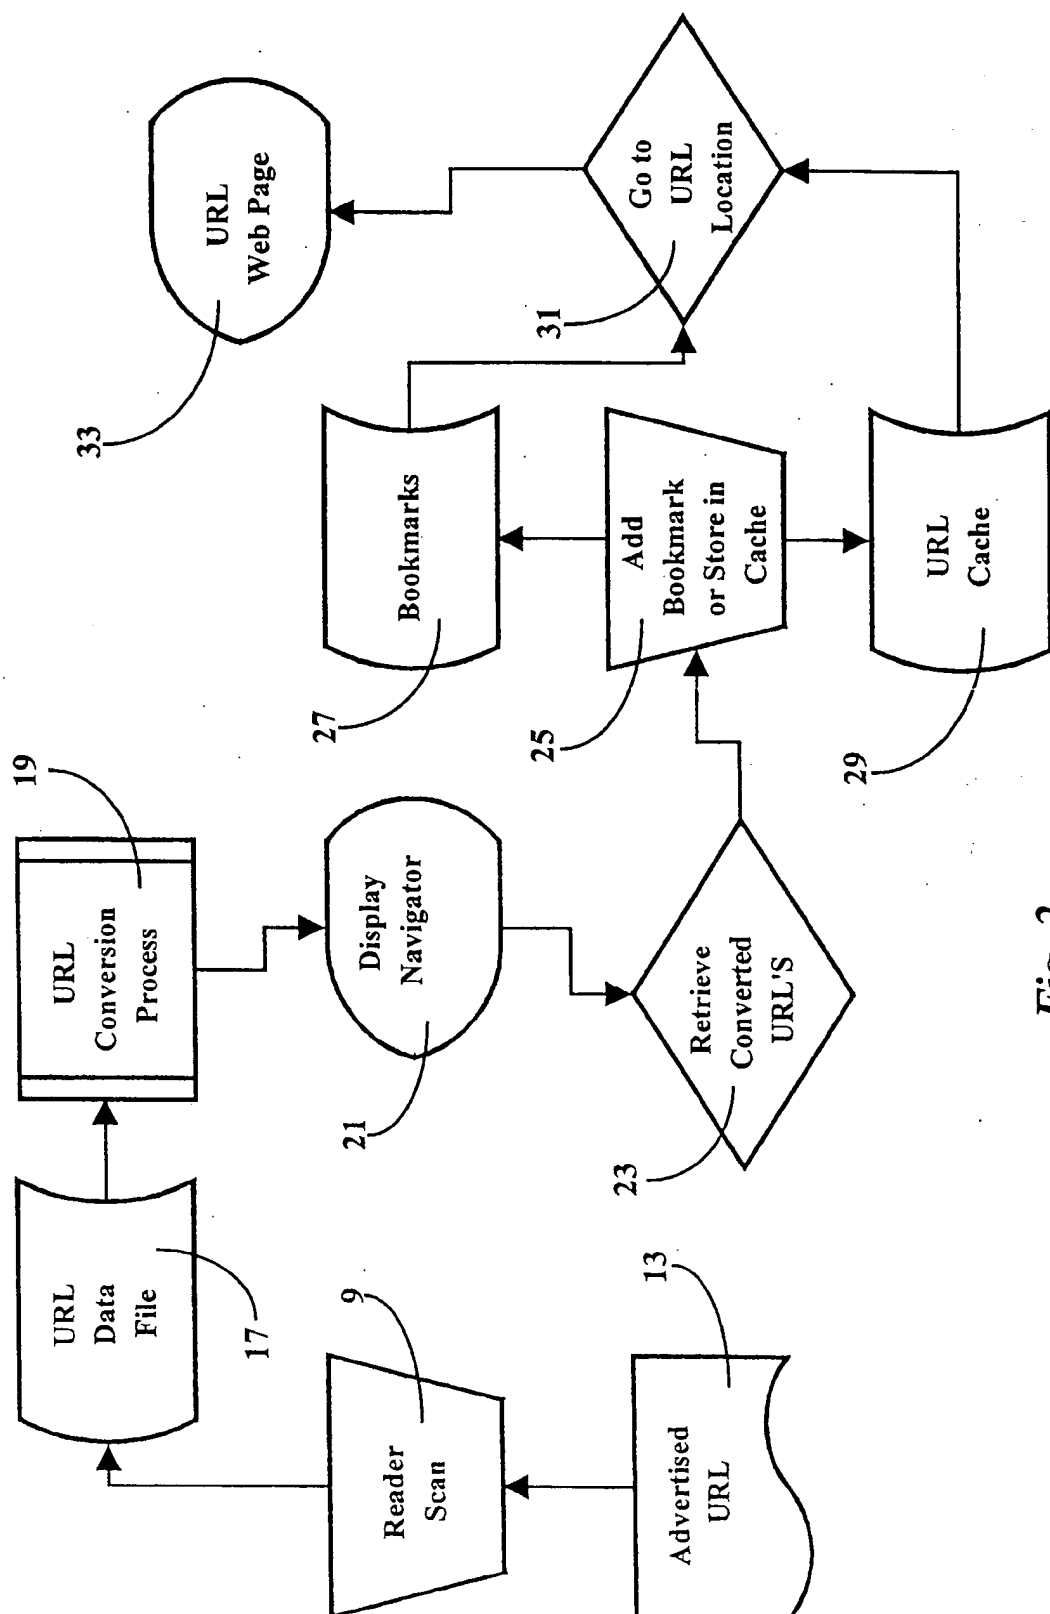 Advertised
URL
13
Reader
Scan
9
URL
Data
File
17
URL
Conversion
Process
19
Display
Navigator
21
Retrieve
Converted
URL'S
23
Add
Bookmark
or Store in
Cache
25
Bookmarks
27
URL
Cache
29
Go to
URL
Location
31
URL
Web Page
33
Fig.